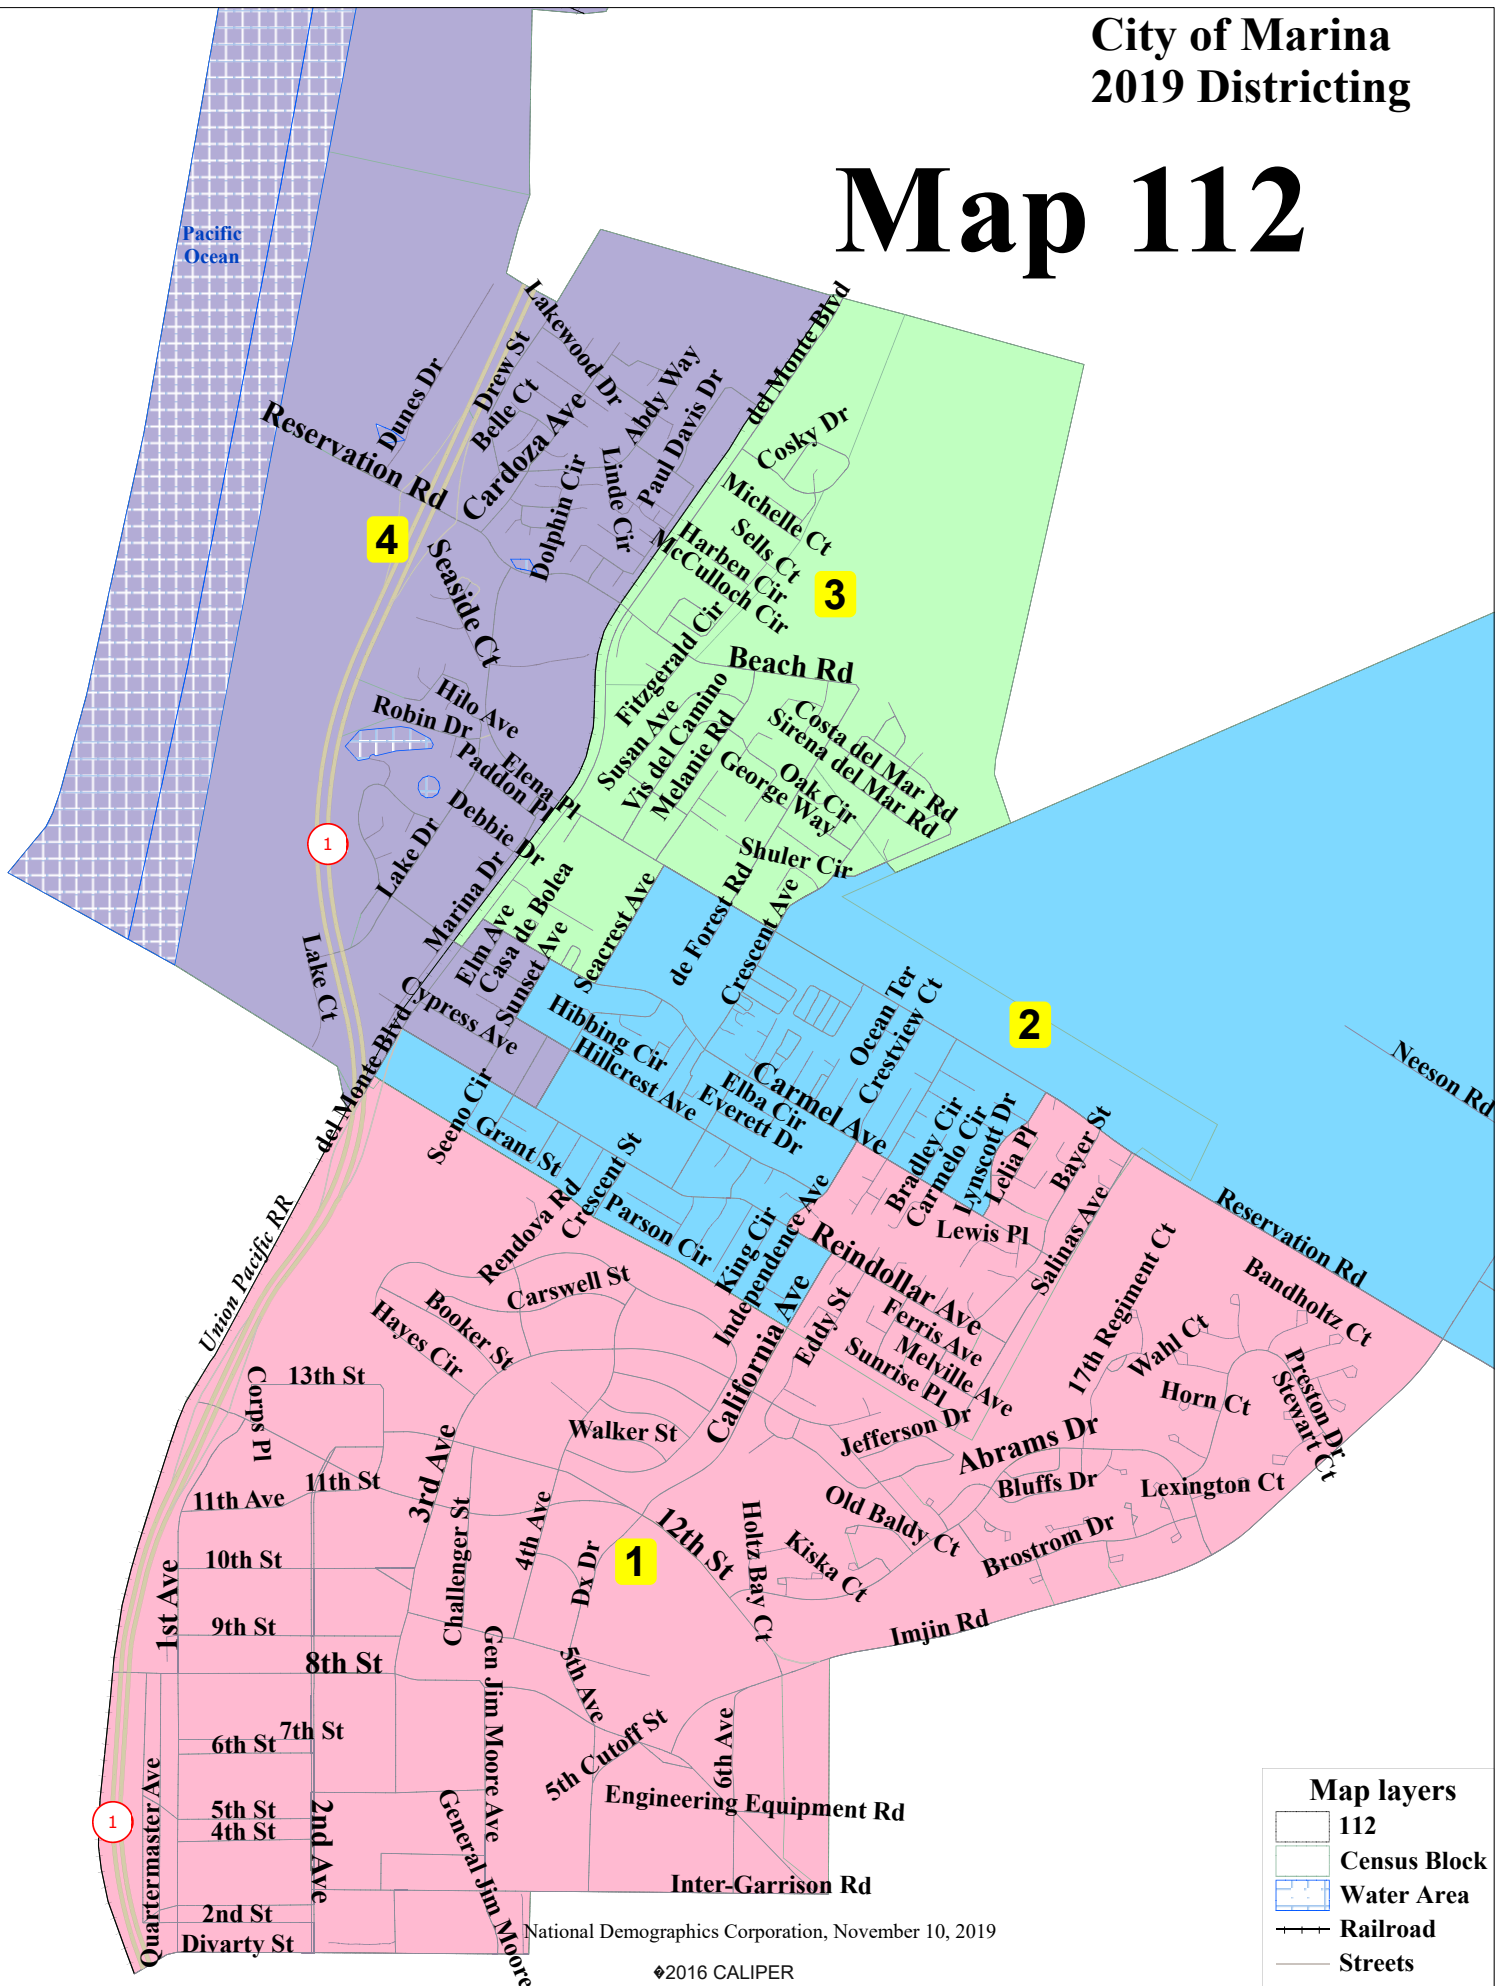 City of Marina
2019 Districting
Map 112
Pacific
Ocean
Lakewood Dr
del Monte Blvd
Drew St
Dunes Dr
Belle Ct
Abdy Way
Paul Davis Dr
Cardoza Ave
Reservation Rd
Linde Cir
Dolphin Cir
Cosky Dr
Michelle Ct
Sells Ct
Harben Cir
McCulloch Cir
4
3
Seaside Ct
Fitzgerald Cir
Beach Rd
Hilo Ave
Robin Dr
Susan Ave
Vis del Camino
Melanie Rd
Costa del Mar Rd
Sirena del Mar Rd
Elena Pl
Paddon Pl
George Way
Oak Cir
Debbie Dr
1
Lake Dr
Shuler Cir
Marina Dr
Elm Ave
Casa de Bolea
Sunset Ave
Seacrest Ave
de Forest Rd
Crescent Ave
Lake Ct
Cypress Ave
Hibbing Cir
Hillcrest Ave
Ocean Ter
Crestview Ct
2
Neeson Rd
del Monte Blvd
Seeno Cir
Carmel Ave
Elba Cir
Everett Dr
Grant St
Crescent St
Bradley Cir
Carmelo Cir
Lynscott Dr
Lelia Pl
Bayer St
Rendova Rd
Parson Cir
King Cir
Independence Ave
Lewis Pl
Salinas Ave
Reservation Rd
Union Pacific RR
Carswell St
Reindollar Ave
17th Regiment Ct
Bandholtz Ct
Booker St
Hayes Cir
California Ave
Eddy St
Ferris Ave
Melville Ave
Sunrise Pl
Wahl Ct
Horn Ct
Preston Dr
Stewart Ct
13th St
Corps Pl
Walker St
Jefferson Dr
Abrams Dr
11th St
11th Ave
3rd Ave
Bluffs Dr
Lexington Ct
Challenger St
4th Ave
12th St
Old Baldy Ct
Holtz Bay Ct
Kiska Ct
Brostrom Dr
10th St
1st Ave
Dx Dr
1
9th St
8th St
Imjin Rd
Gen Jim Moore Ave
5th Ave
7th St
6th St
5th Cutoff St
6th Ave
Engineering Equipment Rd
Quartermaster Ave
5th St
4th St
1
2nd Ave
General Jim Moore
Inter-Garrison Rd
2nd St
Divarty St
National Demographics Corporation, November 10, 2019
�2016 CALIPER
Map layers
112
Census Block
Water Area
Railroad
Streets